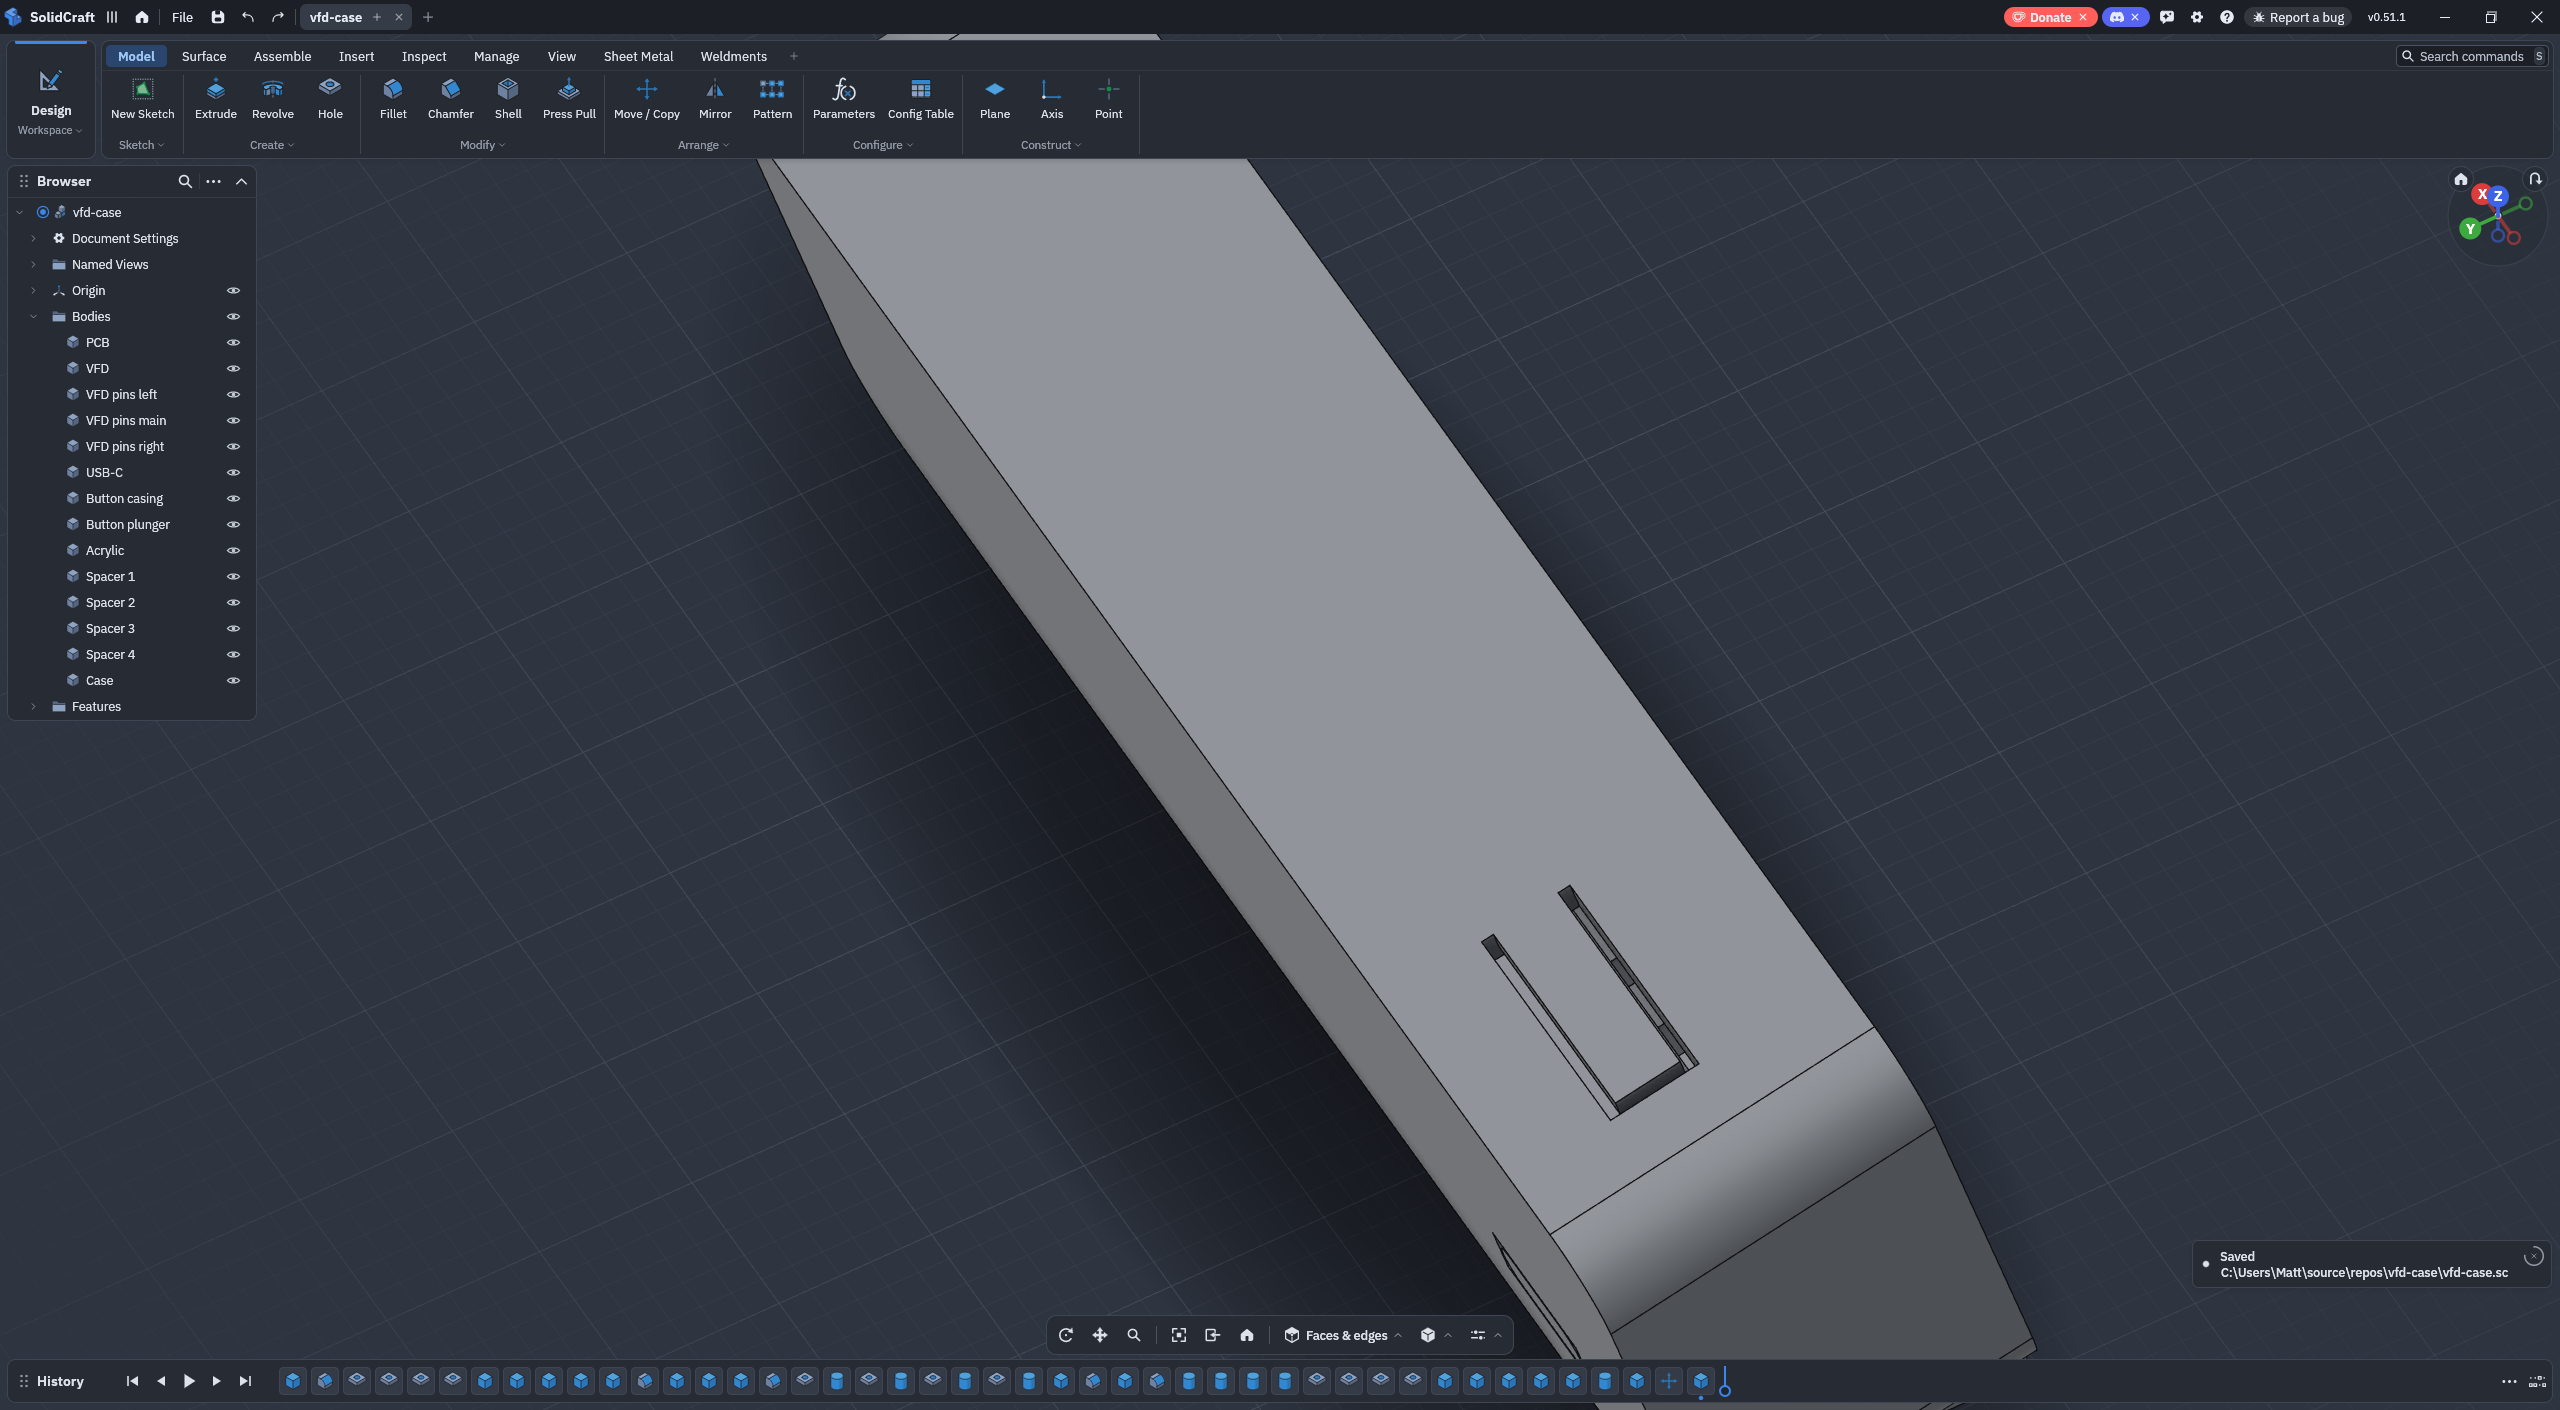 SolidCraft File vfd-case Donate Report a bug v0.51.1
Model Surface Assemble Insert Inspect Manage View Sheet Metal Weldments Search commands S
Design
Workspace
New Sketch Extrude Revolve Hole Fillet Chamfer Shell Press Pull Move / Copy Mirror Pattern Parameters Config Table Plane Axis Point
Sketch Create Modify Arrange Configure Construct
Browser
vfd-case
Document Settings
Named Views
Origin
Bodies
PCB
VFD
VFD pins left
VFD pins main
VFD pins right
USB-C
Button casing
Button plunger
Acrylic
Spacer 1
Spacer 2
Spacer 3
Spacer 4
Case
Features
X Z
Y
Saved
C:\Users\Matt\source\repos\vfd-case\vfd-case.sc
Faces & edges
History